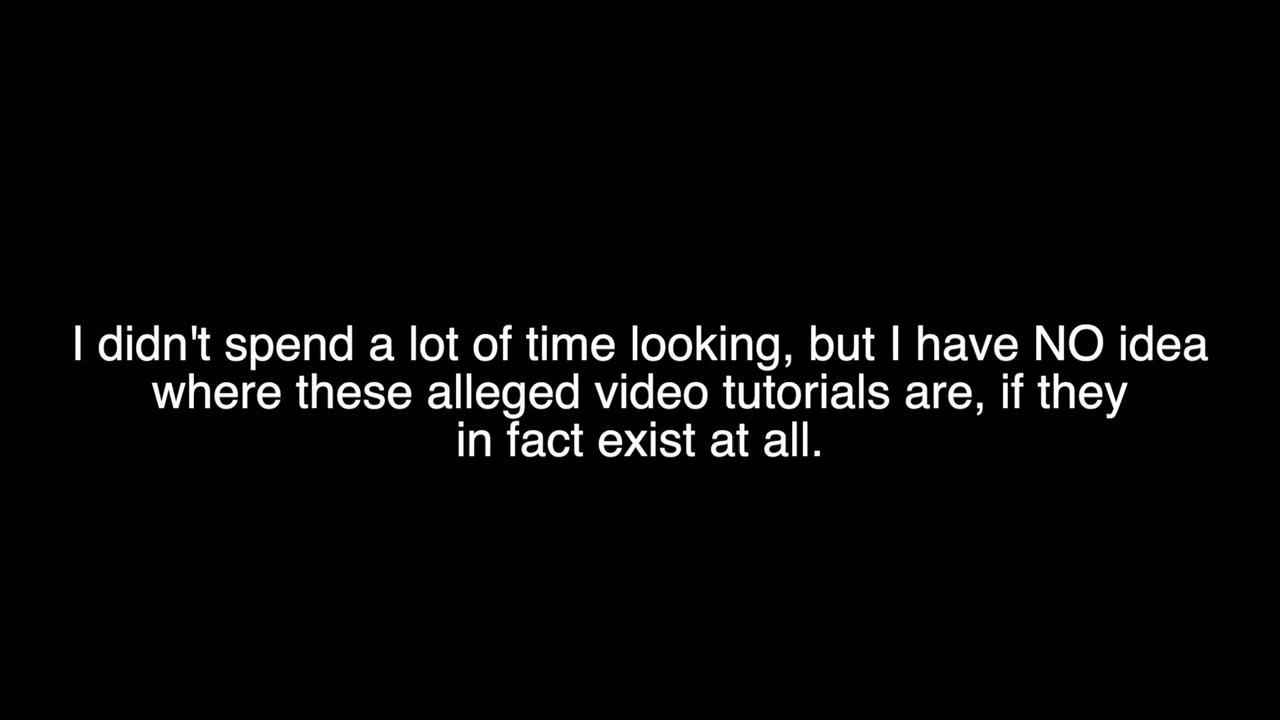 I didn't spend a lot of time looking, but I have NO idea
where these alleged video tutorials are, if they
in fact exist at all.